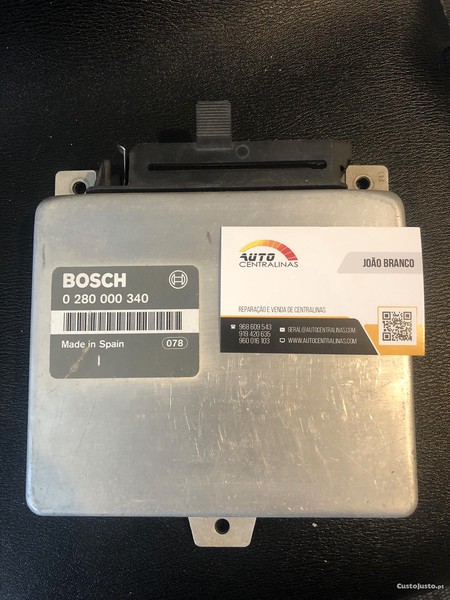 BOSCH
0 280 000 340
Made in Spain
078
AUTO
CENTRALINAS
JOÃO BRANCO
REPARAÇÃO E VENDA DE CENTRALINAS
968 609 543
919 420 635
960 016 103
GERAL@AUTOCENTRALINAS.COM
WWW.AUTOCENTRALINAS.COM
CustoJusto.pt